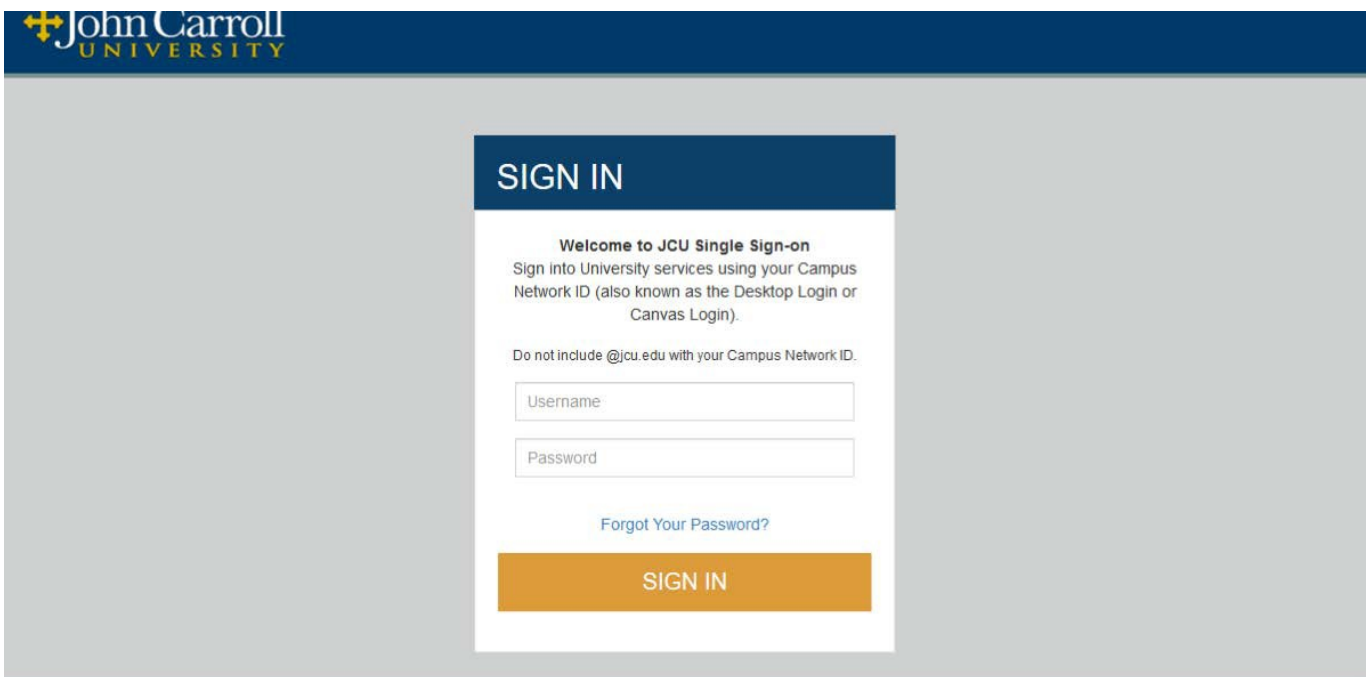 John Carroll
UNIVERSITY
SIGN IN
Welcome to JCU Single Sign-on
Sign into University services using your Campus
Network ID (also known as the Desktop Login or
Canvas Login).
Do not include @jcu.edu with your Campus Network ID.
Username
Password
Forgot Your Password?
SIGN IN